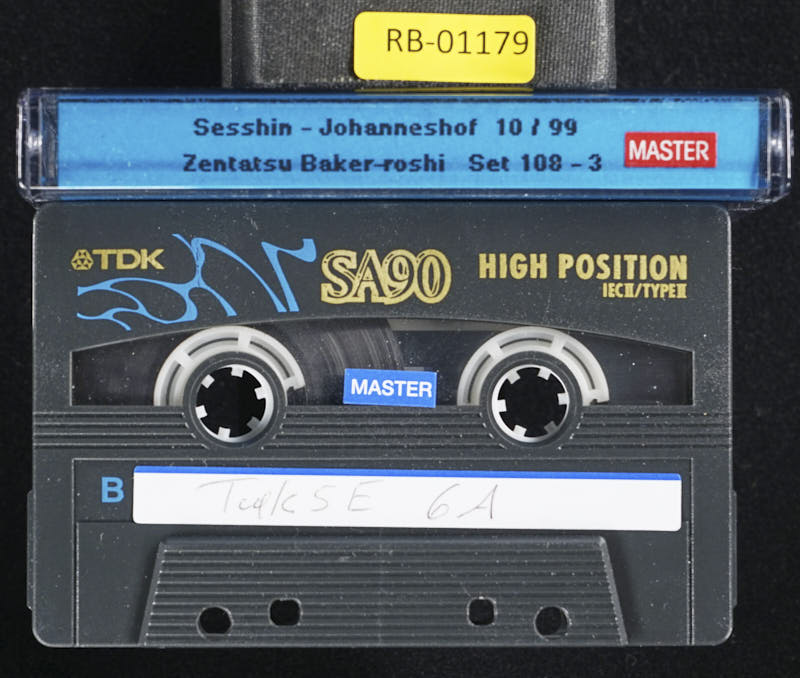 RB-01179
Sesshin - Johanneshof 10 / 99
Zentatsu Baker-roshi Set 108 - 3
MASTER
TDK SA90 HIGH POSITION
IECII/TYPEII
MASTER
B Talk 5 E 6A